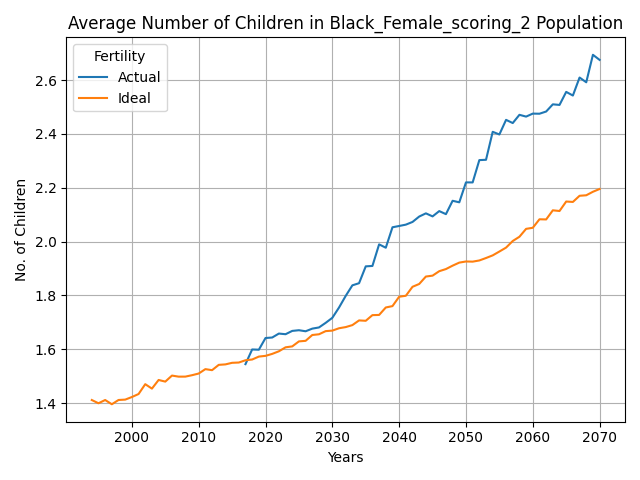 Average Number of Children in Black_Female_scoring_2 Population
Fertility
Actual
Ideal
No. of Children
2.6
2.4
2.2
2.0
1.8
1.6
1.4
2000 2010 2020 2030 2040 2050 2060 2070
Years